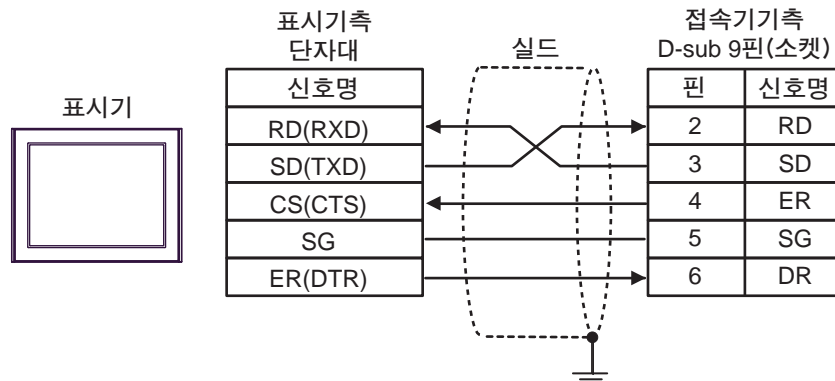 표시기
표시기측
단자대
신호명
RD(RXD)
SD(TXD)
CS(CTS)
SG
ER(DTR)
실드
접속기기측
D-sub 9핀(소켓)
핀 신호명
2 RD
3 SD
4 ER
5 SG
6 DR